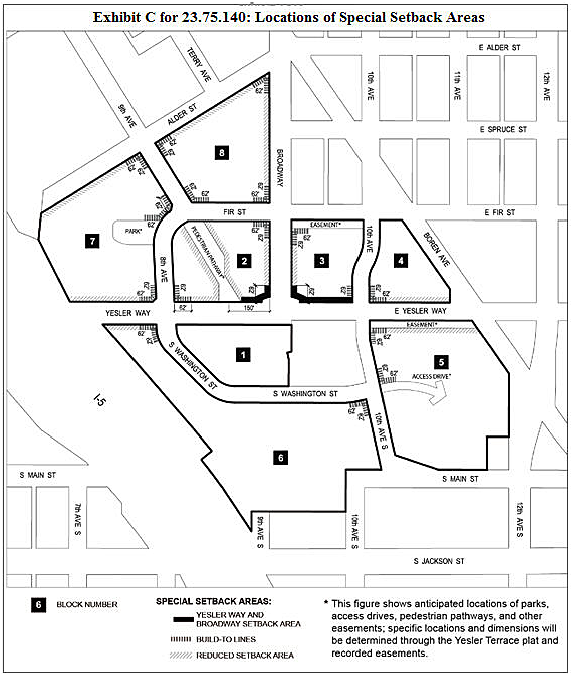 Exhibit C for 23.75.140: Locations of Special Setback Areas
E ALDER ST
TERRY AVE
9th AVE
ALDER ST
10th AVE
11th AVE
12th AVE
E SPRUCE ST
62'
62'
8
BROADWAY
62'
62'
62'
62'
62'
62'
FIR ST
E FIR ST
62'
62'
7
PARK*
8th AVE
PEDESTRIAN PATHWAY*
2
EASEMENT*
62'
3
10th AVE
4
BOREN AVE
62'
62'
62'
62'
62'
62'
62'
150'
YESLER WAY
E YESLER WAY
62'
62'
1
S WASHINGTON ST
S WASHINGTON ST
EASEMENT*
62'
62'
62'
5
ACCESS DRIVE*
62'
62'
10th AVE S
I-5
6
S MAIN ST
S MAIN ST
7th AVE S
9th AVE S
10th AVE S
12th AVE S
S JACKSON ST
6 BLOCK NUMBER
SPECIAL SETBACK AREAS:
YESLER WAY AND
BROADWAY SETBACK AREA
BUILD-TO LINES
REDUCED SETBACK AREA
* This figure shows anticipated locations of parks,
access drives, pedestrian pathways, and other
easements; specific locations and dimensions will
be determined through the Yesler Terrace plat and
recorded easements.